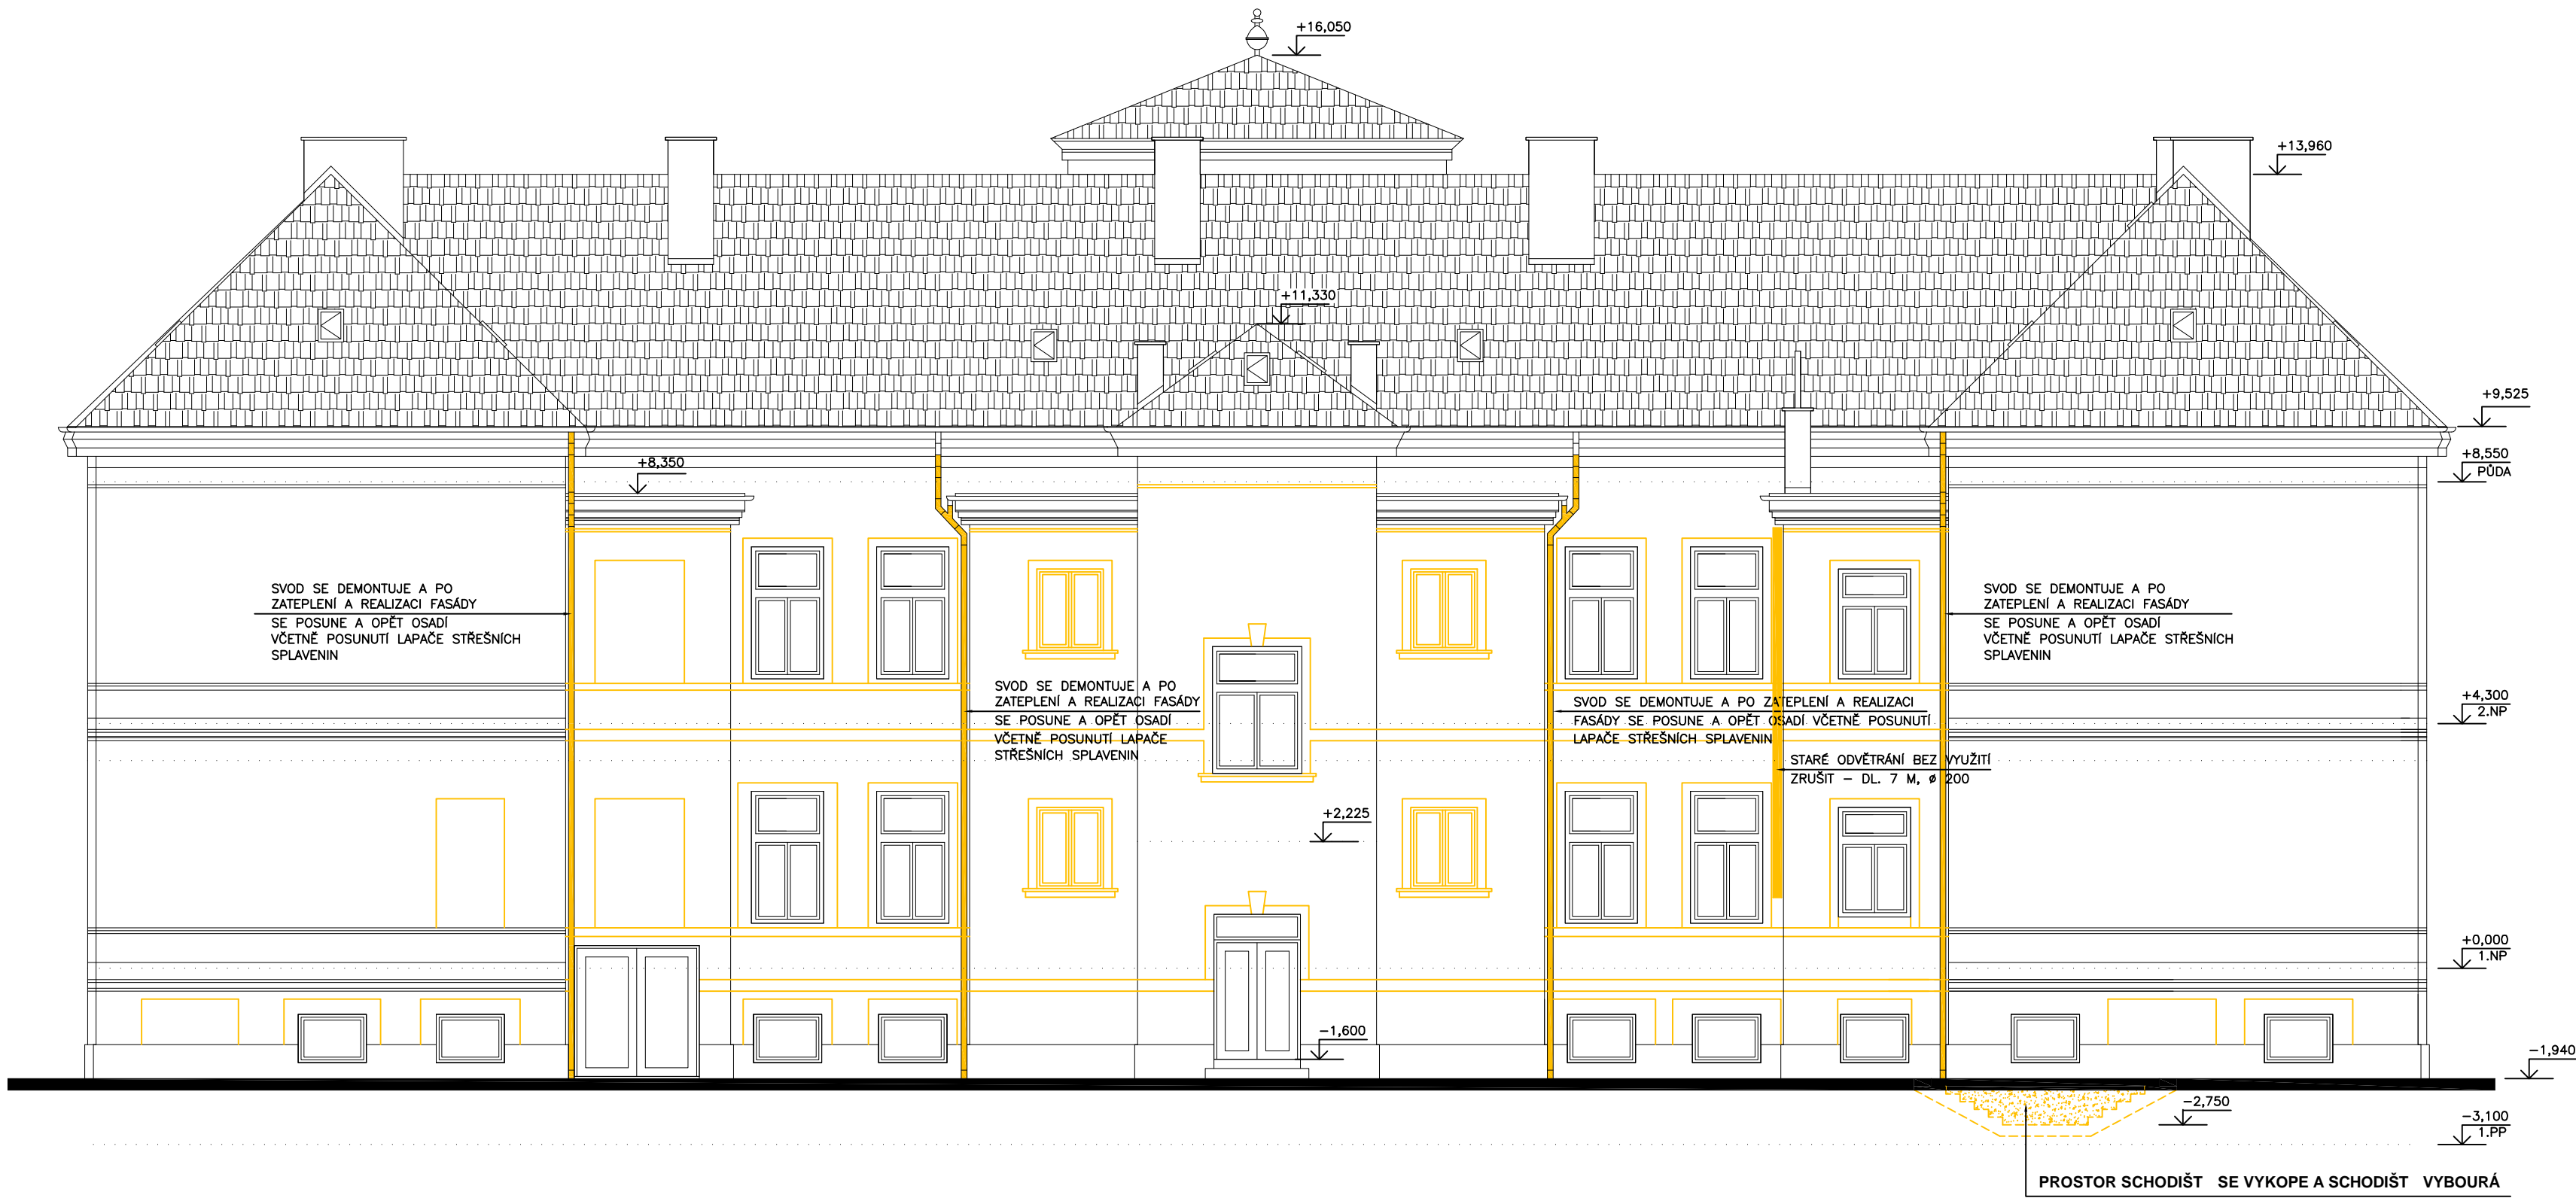 +16,050
+13,960
+11,330
+9,525
+8,350
+8,550
PŮDA
SVOD SE DEMONTUJE A PO
ZATEPLENÍ A REALIZACI FASÁDY
SE POSUNE A OPĚT OSADÍ
VČETNĚ POSUNUTÍ LAPAČE STŘEŠNÍCH
SPLAVENIN
SVOD SE DEMONTUJE A PO
ZATEPLENÍ A REALIZACI FASÁDY
SE POSUNE A OPĚT OSADÍ
VČETNĚ POSUNUTÍ LAPAČE STŘEŠNÍCH
SPLAVENIN
SVOD SE DEMONTUJE A PO
ZATEPLENÍ A REALIZACI FASÁDY
SE POSUNE A OPĚT OSADÍ
VČETNĚ POSUNUTÍ LAPAČE
STŘEŠNÍCH SPLAVENIN
SVOD SE DEMONTUJE A PO ZATEPLENÍ A REALIZACI
FASÁDY SE POSUNE A OPĚT OSADÍ VČETNĚ POSUNUTÍ
LAPAČE STŘEŠNÍCH SPLAVENIN
+4,300
2.NP
STARÉ ODVĚTRÁNÍ BEZ VYUŽITÍ
ZRUŠIT – DL. 7 M, ø 200
+2,225
+0,000
1.NP
−1,600
−1,940
−2,750
−3,100
1.PP
PROSTOR SCHODIŠT SE VYKOPE A SCHODIŠT VYBOURÁ